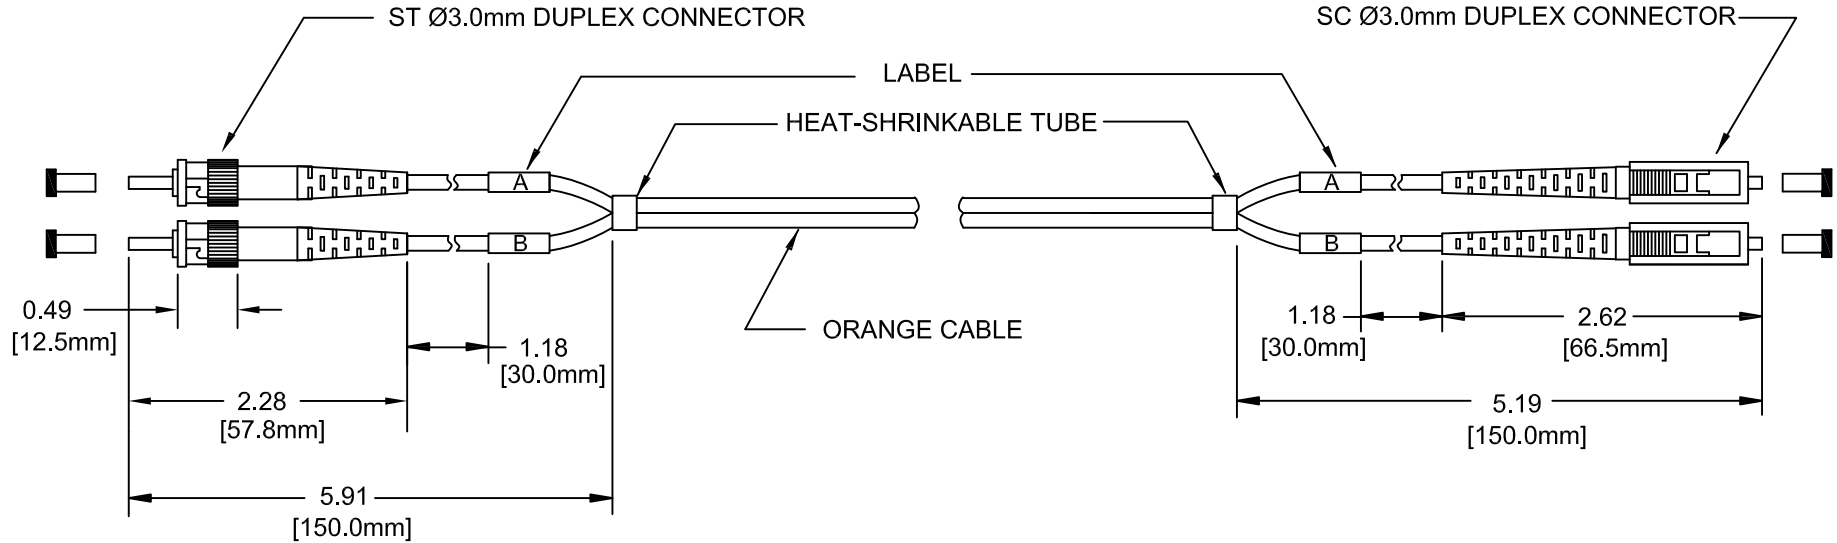 ST Ø3.0mm DUPLEX CONNECTOR
SC Ø3.0mm DUPLEX CONNECTOR
LABEL
HEAT-SHRINKABLE TUBE
A
A
B
B
ORANGE CABLE
0.49
[12.5mm]
1.18
[30.0mm]
2.28
[57.8mm]
5.91
[150.0mm]
1.18
[30.0mm]
2.62
[66.5mm]
5.19
[150.0mm]